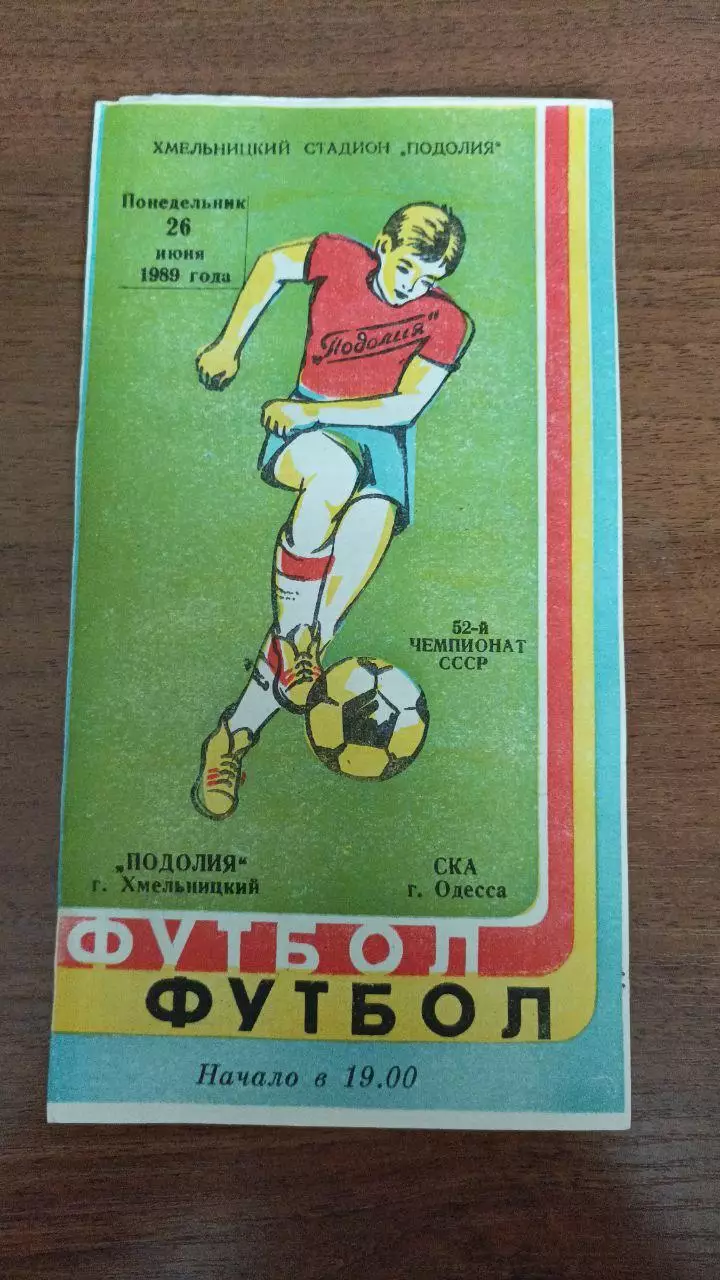 ХМЕЛЬНИЦКИЙ СТАДИОН „ПОДОЛИЯ“
Понедельник
26
июня
1989 года
„Подолия“
52-й
ЧЕМПИОНАТ
СССР
„ПОДОЛИЯ“
г. Хмельницкий
СКА
г. Одесса
ФУТБОЛ
ФУТБОЛ
Начало в 19.00